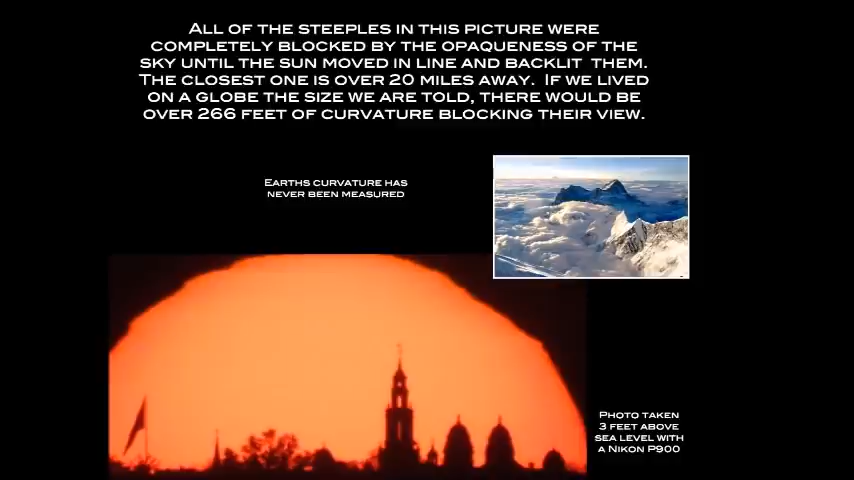 All of the steeples in this picture were
completely blocked by the opaqueness of the
sky until the sun moved in line and backlit them.
The closest one is over 20 miles away. If we lived
on a globe the size we are told, there would be
over 266 feet of curvature blocking their view.
Earths curvature has
never been measured
Photo taken
3 feet above
sea level with
a Nikon P900